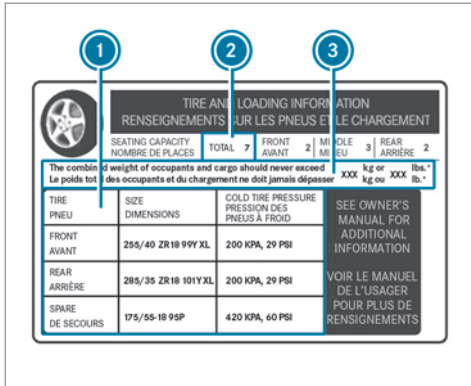 1 2 3
TIRE AND LOADING INFORMATION
RENSEIGNEMENTS SUR LES PNEUS ET LE CHARGEMENT
SEATING CAPACITY TOTAL 7 FRONT 2 MIDDLE 3 REAR 2
NOMBRE DE PLACES AVANT MILIEU ARRIÈRE
The combined weight of occupants and cargo should never exceed XXX kg or XXX lbs.*
Le poids total des occupants et du chargement ne doit jamais dépasser kg ou lb.*
TIRE SIZE COLD TIRE PRESSURE
PNEU DIMENSIONS PRESSION DES
PNEUS À FROID
FRONT
AVANT
255/40 ZR18 99Y XL 200 KPA, 29 PSI
REAR
ARRIÈRE
285/35 ZR18 101Y XL 200 KPA, 29 PSI
SPARE
DE SECOURS
175/55-18 95P 420 KPA, 60 PSI
SEE OWNER'S
MANUAL FOR
ADDITIONAL
INFORMATION
VOIR LE MANUEL
DE L'USAGER
POUR PLUS DE
RENSIGNEMENTS